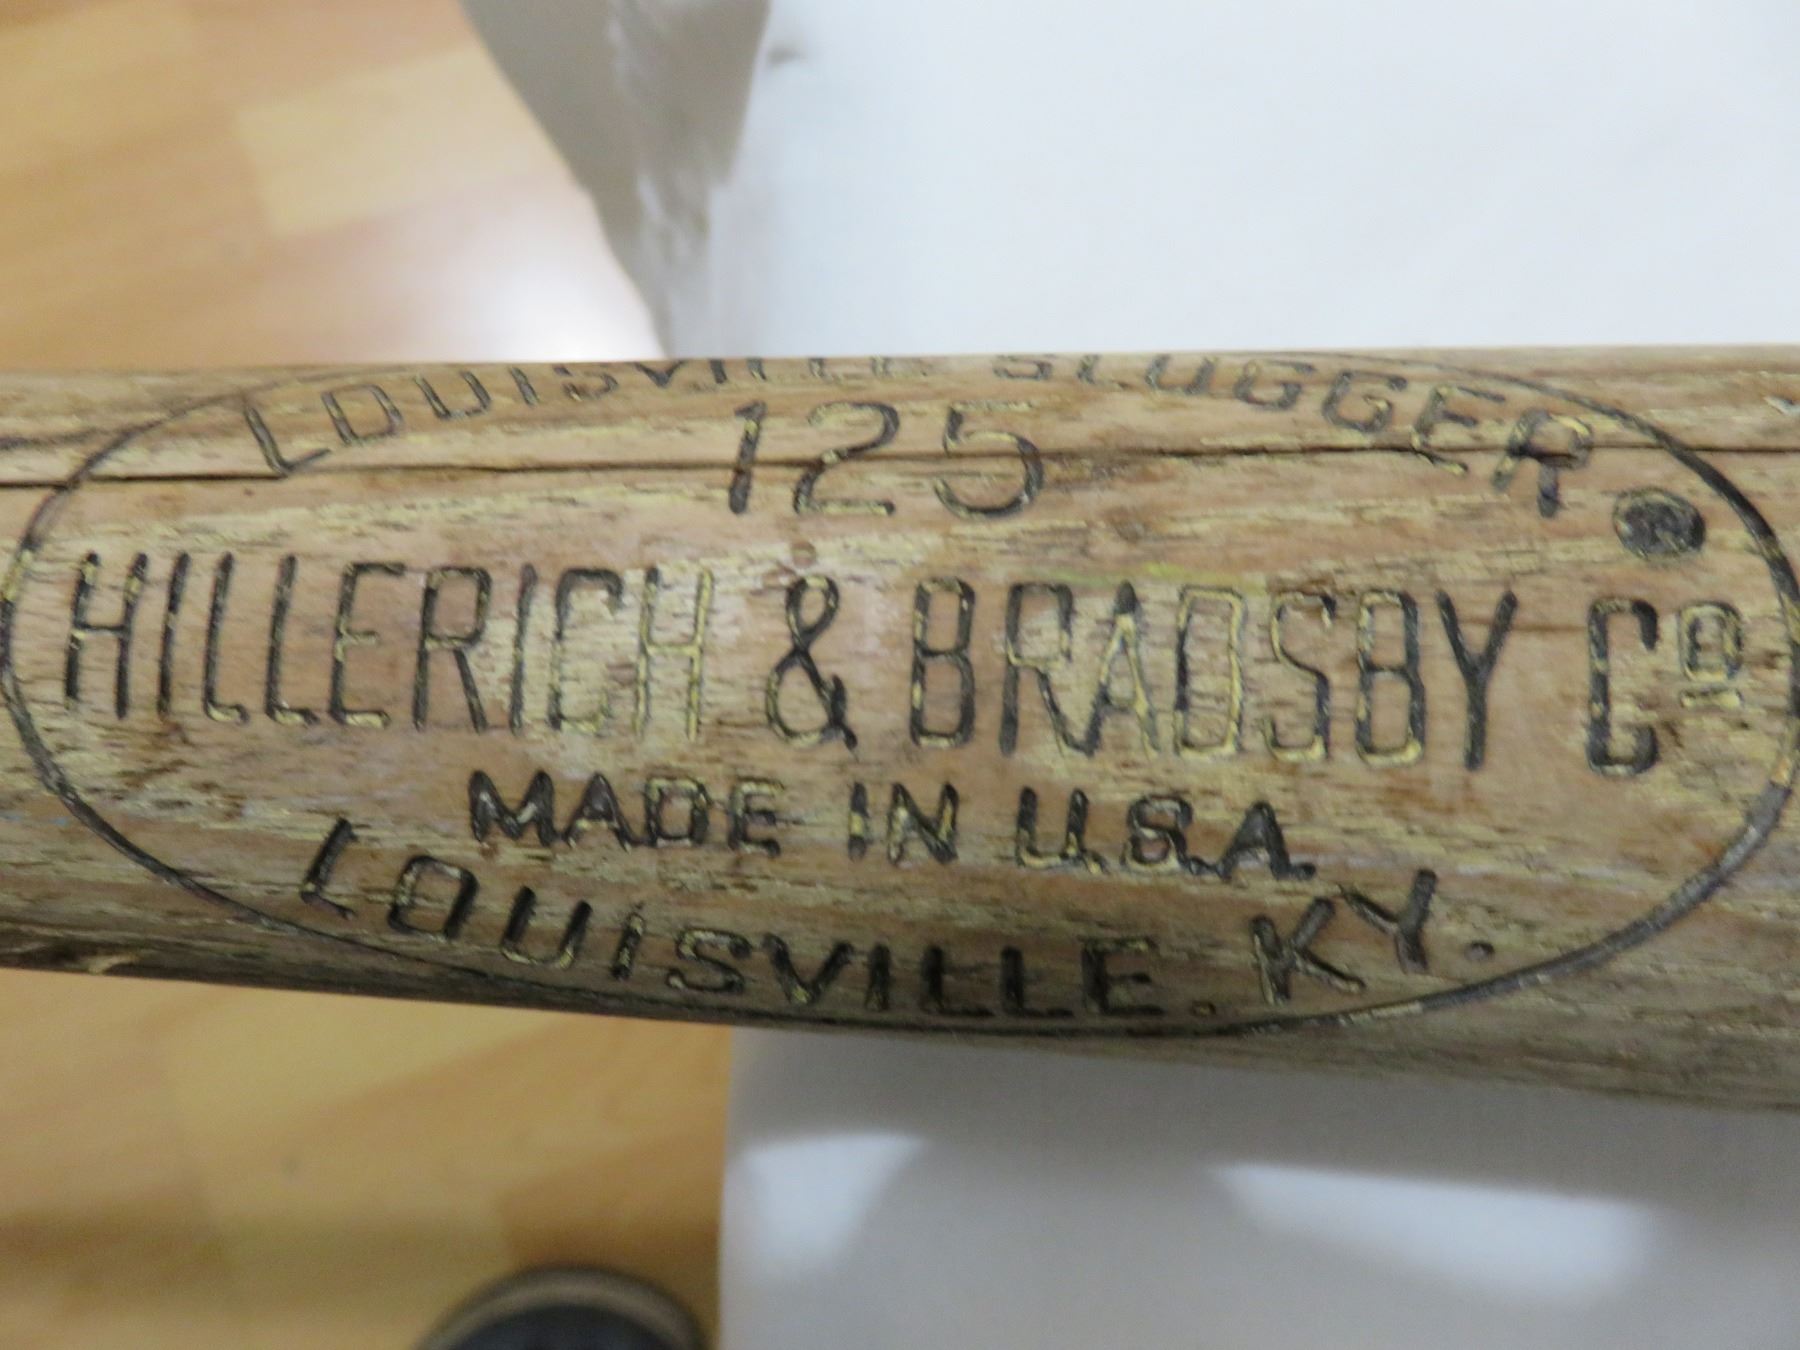 LOUISVILLE SLUGGER
125
HILLERICH & BRADSBY Cº
MADE IN U.S.A.
LOUISVILLE. KY.